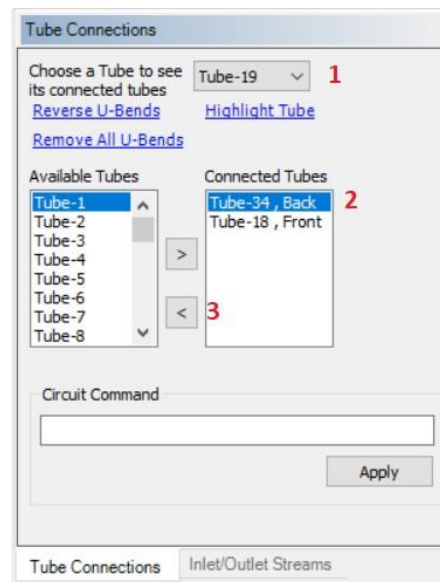 Tube Connections
Choose a Tube to see its connected tubes
Tube-19
1
Reverse U-Bends
Highlight Tube
Remove All U-Bends
Available Tubes
Tube-1
Tube-2
Tube-3
Tube-4
Tube-5
Tube-6
Tube-7
Tube-8
>
<
3
Connected Tubes
Tube-34 , Back
2
Tube-18 , Front
Circuit Command
Apply
Tube Connections
Inlet/Outlet Streams